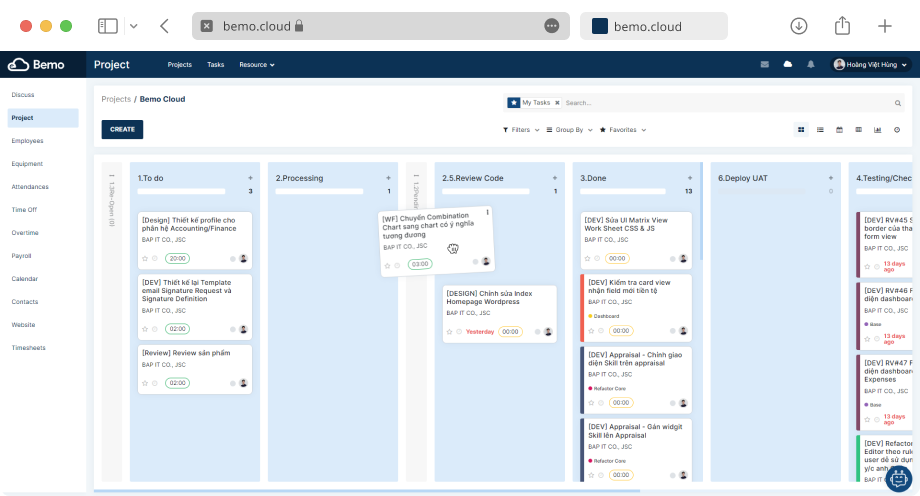 bemo.cloud
bemo.cloud
Bemo
Project
Projects
Tasks
Resource
Hoàng Việt Hùng
Discuss
Project
Employees
Equipment
Attendances
Time Off
Overtime
Payroll
Calendar
Contacts
Website
Timesheets
Projects / Bemo Cloud
My Tasks
Search...
CREATE
Filters
Group By
Favorites
1.To do
3
[Design] Thiết kế profile cho
phân hệ Accounting/Finance
BAP IT CO., JSC
20:00
[DEV] Thiết kế lại Template
email Signature Request và
Signature Definition
BAP IT CO., JSC
02:00
[Review] Review sản phẩm
BAP IT CO., JSC
02:00
2.Processing
1
[WF] Chuyển Combination
Chart sang chart có ý nghĩa
tương đương
BAP IT CO., JSC
03:00
2.5.Review Code
1
[DESIGN] Chỉnh sửa Index
Homepage Wordpress
BAP IT CO., JSC
Yesterday
00:00
3.Done
13
[DEV] Sửa UI Matrix View
Work Sheet CSS & JS
BAP IT CO., JSC
00:00
[DEV] Kiểm tra card view
nhận field mới tiền tệ
BAP IT CO., JSC
Dashboard
00:00
[DEV] Appraisal - Chỉnh giao
diện Skill trên appraisal
BAP IT CO., JSC
Refactor Core
00:00
[DEV] Appraisal - Gán widgit
Skill lên Appraisal
BAP IT CO., JSC
Refactor Core
00:00
6.Deploy UAT
0
4.Testing/Chec
[DEV] RV#45 S
border của tha
form view
BAP IT CO., JSC
13 days
ago
[DEV] RV#46 F
diện dashboar
BAP IT CO., JSC
Base
13 days
ago
[DEV] RV#47 F
diện dashboar
Expenses
BAP IT CO., JSC
Base
13 days
ago
[DEV] Refactor
Editor theo rule
user dễ sử dụn
y/c anh